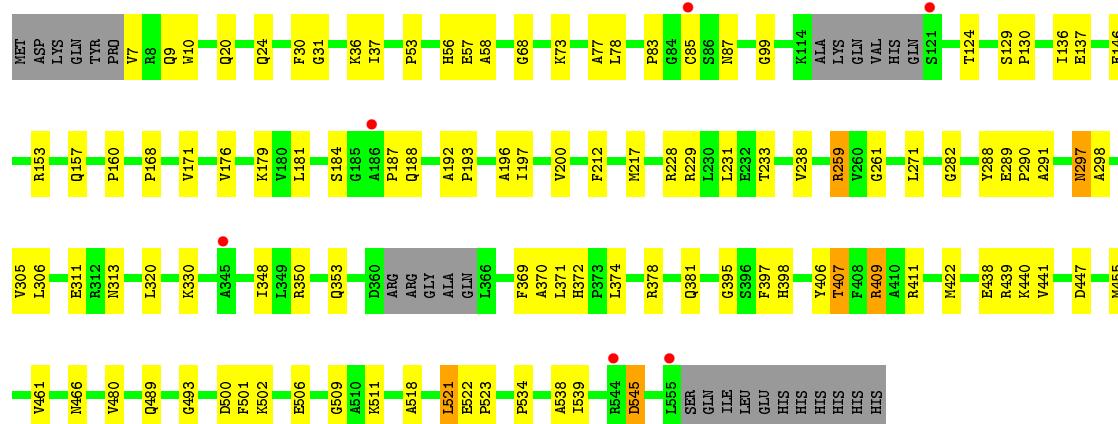 MET ASP LYS GLN TYR PRO V7 R8 Q9 W10 Q20 Q24 F30 G31 K36 I37 P53 H56 E57 A58 G68 K73 A77 L78 P83 G84 C85 S86 N87 G99 K114 ALA LYS GLN VAL HIS GLN S121 T124 S129 P130 I136 E137
R153 Q157 P160 P168 V171 V176 K179 V180 L181 S184 G185 A186 P187 Q188 A192 P193 A196 I197 V200 F212 M217 R228 R229 L230 L231 E232 T233 V238 R259 V260 G261 L271 G282 Y288 E289 P290 A291 N297 A298
V305 L306 E311 R312 N313 L320 K330 A345 I348 L349 R350 Q353 D360 ARG ARG GLY ALA GLN L366 F369 A370 L371 H372 P373 L374 R378 Q381 G395 S396 F397 H398 Y406 T407 F408 R409 A410 R411 M422 E438 R439 K440 V441 D447 M455
V461 N466 V480 Q489 G493 D500 F501 K502 E506 G509 A510 K511 A518 L521 E522 P523 P534 A538 I539 R544 D545 L555 SER GLN ILE LEU GLU HIS HIS HIS HIS HIS HIS